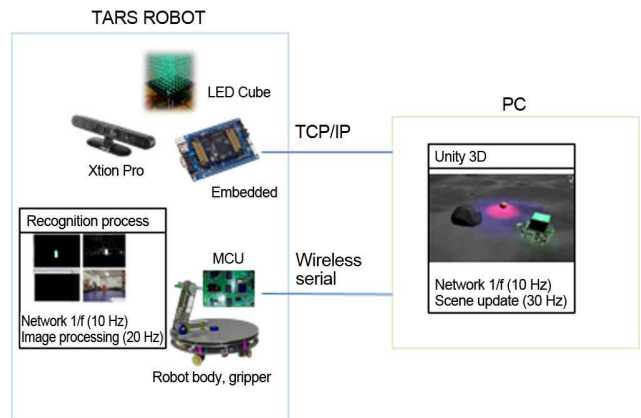 TARS ROBOT
LED Cube
Xtion Pro
Embedded
TCP/IP
PC
Unity 3D
Recognition process
MCU
Wireless
serial
Network 1/f (10 Hz)
Scene update (30 Hz)
Network 1/f (10 Hz)
Image processing (20 Hz)
Robot body, gripper